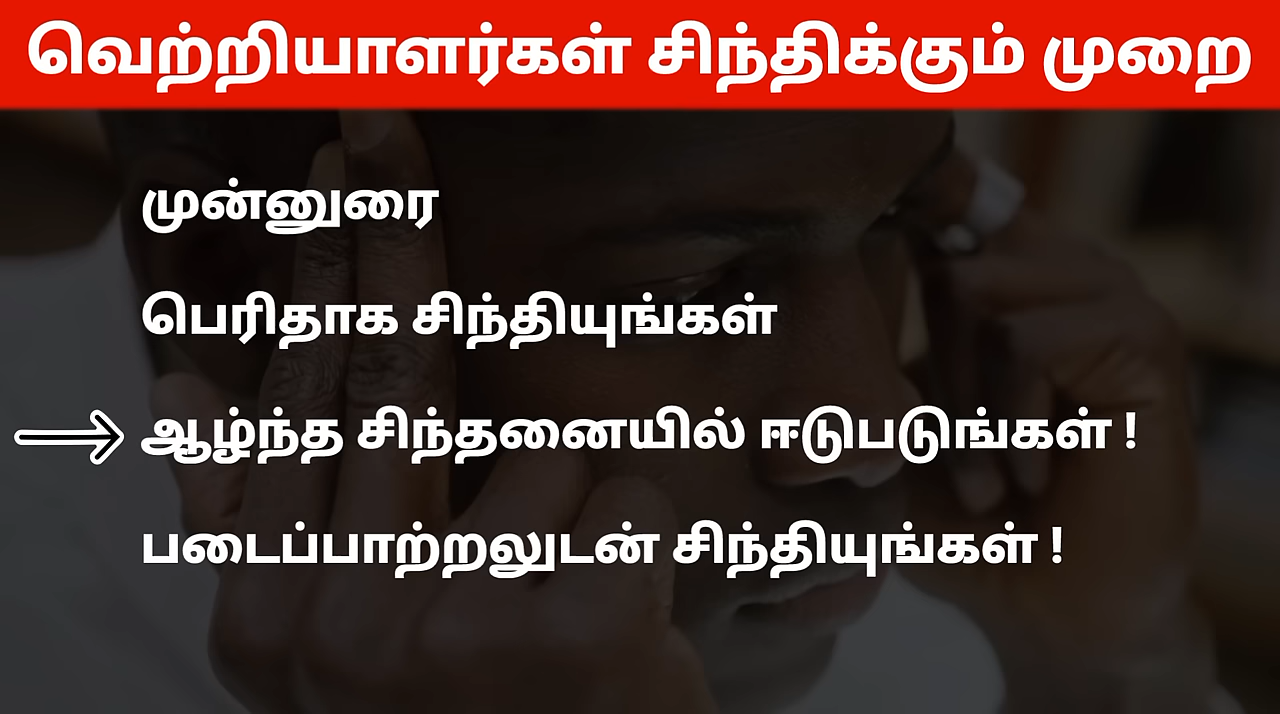 வெற்றியாளர்கள் சிந்திக்கும் முறை
முன்னுரை
பெரிதாக சிந்தியுங்கள்
ஆழ்ந்த சிந்தனையில் ஈடுபடுங்கள் !
படைப்பாற்றலுடன் சிந்தியுங்கள் !